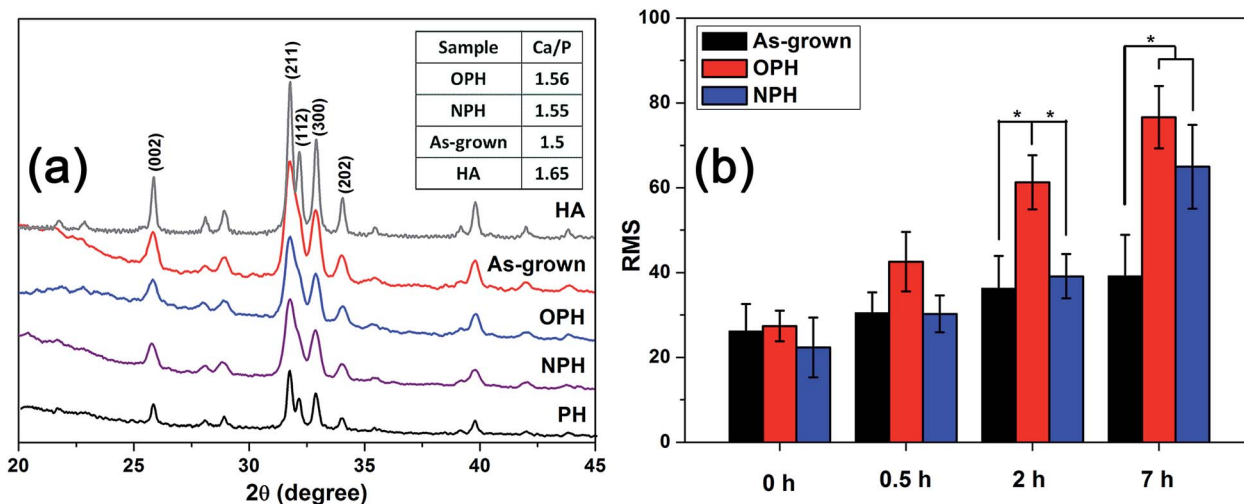 (a)
Sample Ca/P
OPH 1.56
NPH 1.55
As-grown 1.5
HA 1.65
(002)
(211)
(112)
(300)
(202)
HA
As-grown
OPH
NPH
PH
20 25 30 35 40 45
2θ (degree)
(b)
As-grown
OPH
NPH
100
80
60
40
20
0
RMS
* *
*
0 h 0.5 h 2 h 7 h